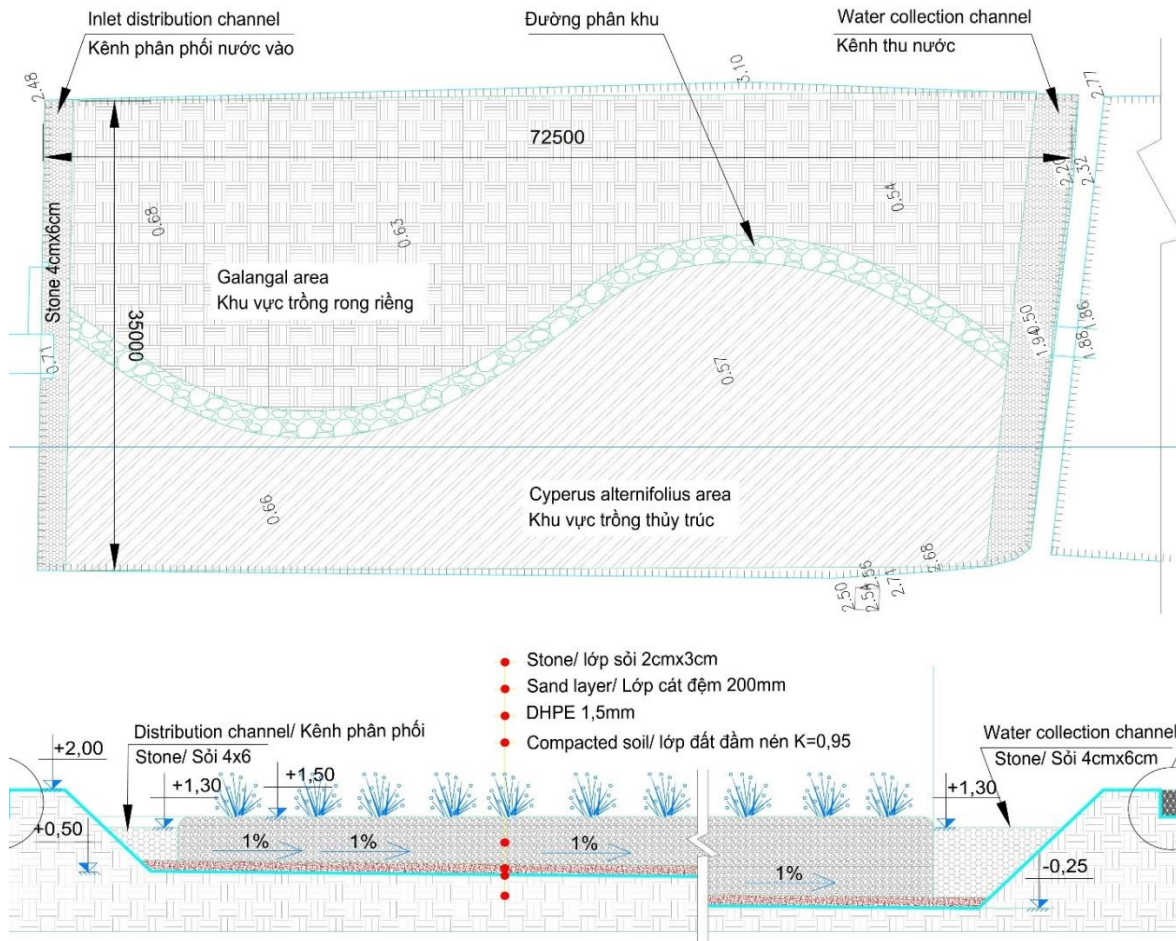 Inlet distribution channel
Kênh phân phối nước vào
Đường phân khu
Water collection channel
Kênh thu nước
2.48
3.10
2.77
72500
2.20
2.32
0.68
0.63
0.54
Stone 4cmx6cm
Galangal area
Khu vực trồng rong riềng
35000
0.71
1.94
0.50
1.88
1.86
0.57
0.66
Cyperus alternifolius area
Khu vực trồng thủy trúc
2.50
2.54
2.56
2.71
2.68
Stone/ lớp sỏi 2cmx3cm
Sand layer/ Lớp cát đệm 200mm
DHPE 1,5mm
Compacted soil/ lớp đất đầm nén K=0,95
Distribution channel/ Kênh phân phối
Stone/ Sỏi 4x6
Water collection channel
Stone/ Sỏi 4cmx6cm
+2,00
+1,30
+1,50
+1,30
+0,50
1%
1%
1%
1%
-0,25